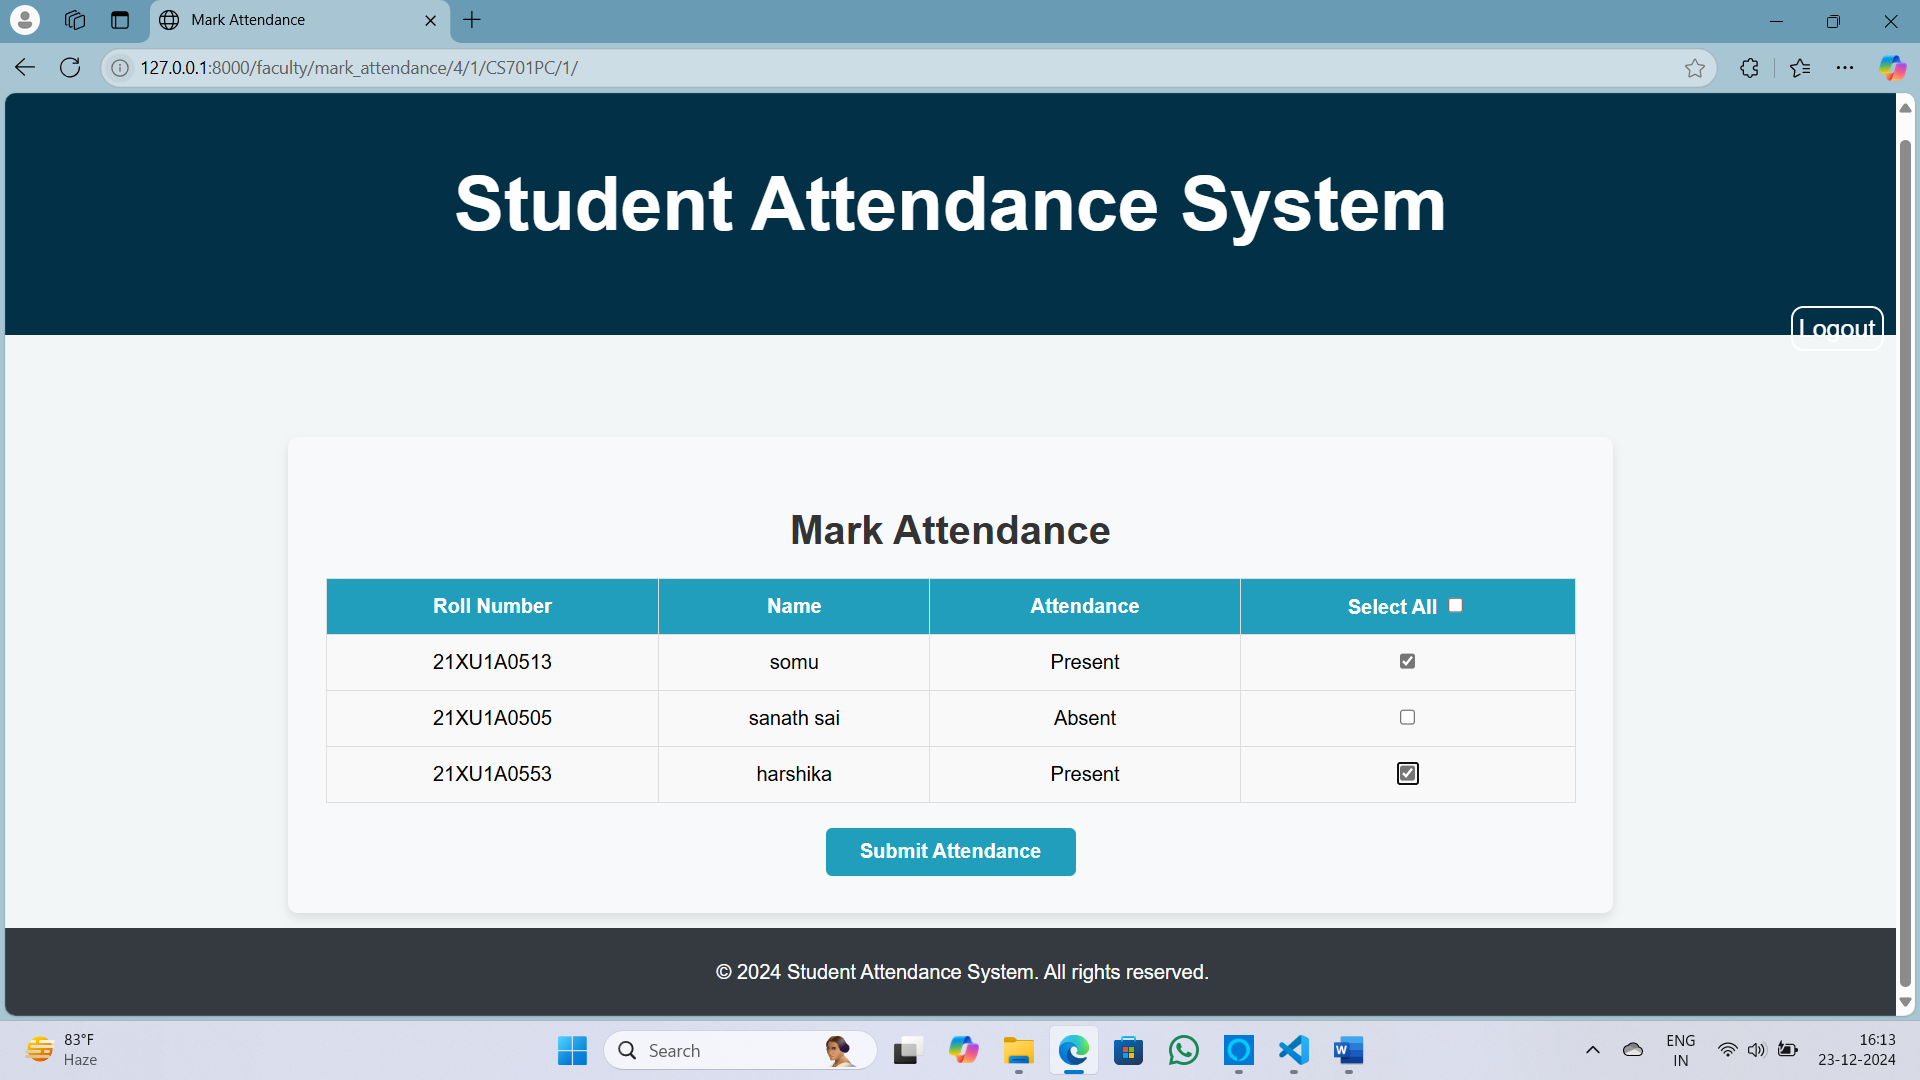 Mark Attendance
127.0.0.1:8000/faculty/mark_attendance/4/1/CS701PC/1/
Student Attendance System
Logout
Mark Attendance
Roll Number Name Attendance Select All
21XU1A0513 somu Present
21XU1A0505 sanath sai Absent
21XU1A0553 harshika Present
Submit Attendance
© 2024 Student Attendance System. All rights reserved.
83°F
Haze
Search
W
ENG
IN
16:13
23-12-2024